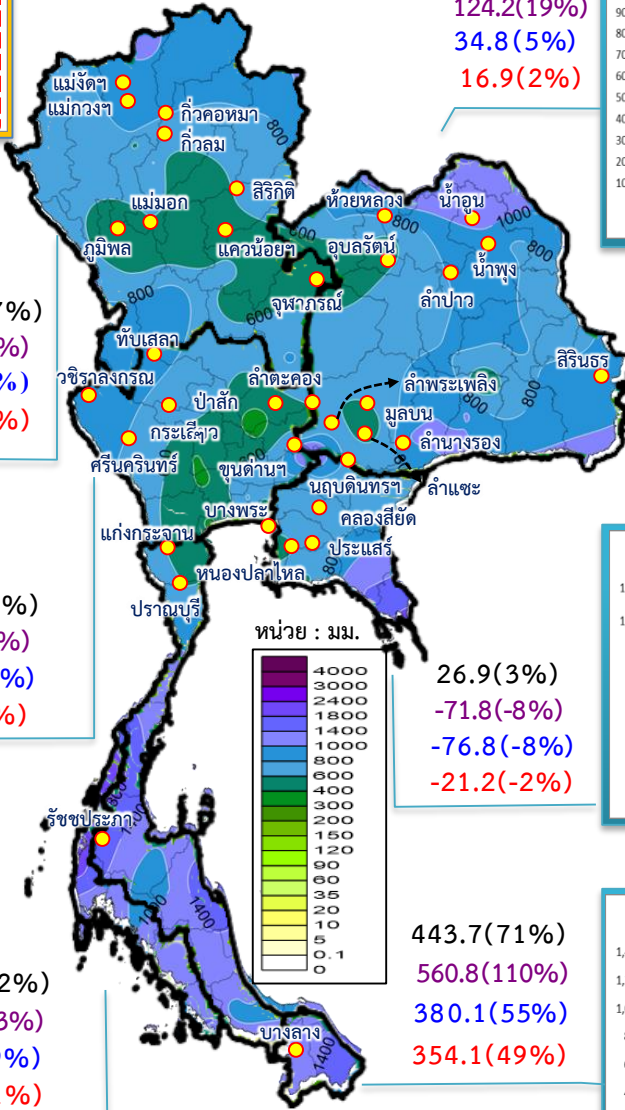 124.2(19%)
34.8(5%)
16.9(2%)
แม่งัดฯ
แม่กวงฯ
กิ่วคอหมา
กิ่วลม
800
สิริกิติ์
แม่มอก
ภูมิพล
แควน้อยฯ
ห้วยหลวง
น้ำอูน
800
1000
อุบลรัตน์
น้ำพุง
800
ลำปาว
จุฬาภรณ์
800
600
%)
%)
%)
ทับเสลา
วชิราลงกรณ
ป่าสัก
ลำตะคอง
ลำพระเพลิง
สิรินธร
800
800
มูลบน
กระเสียว
ศรีนครินทร์
ขุนด่านฯ
ลำนางรอง
นฤบดินทรฯ
ลำแซะ
บางพระ
คลองสียัด
แก่งกระจาน
ประแสร์
หนองปลาไหล
ปราณบุรี
%)
%)
%)
%)
หน่วย : มม.
4000
3000
2400
1800
1400
1000
800
600
400
300
200
150
120
90
60
35
20
10
5
0.1
0
26.9(3%)
-71.8(-8%)
-76.8(-8%)
-21.2(-2%)
รัชชประภา
1000
1400
443.7(71%)
560.8(110%)
380.1(55%)
354.1(49%)
2%)
3%)
%)
%)
บางลาง
1400